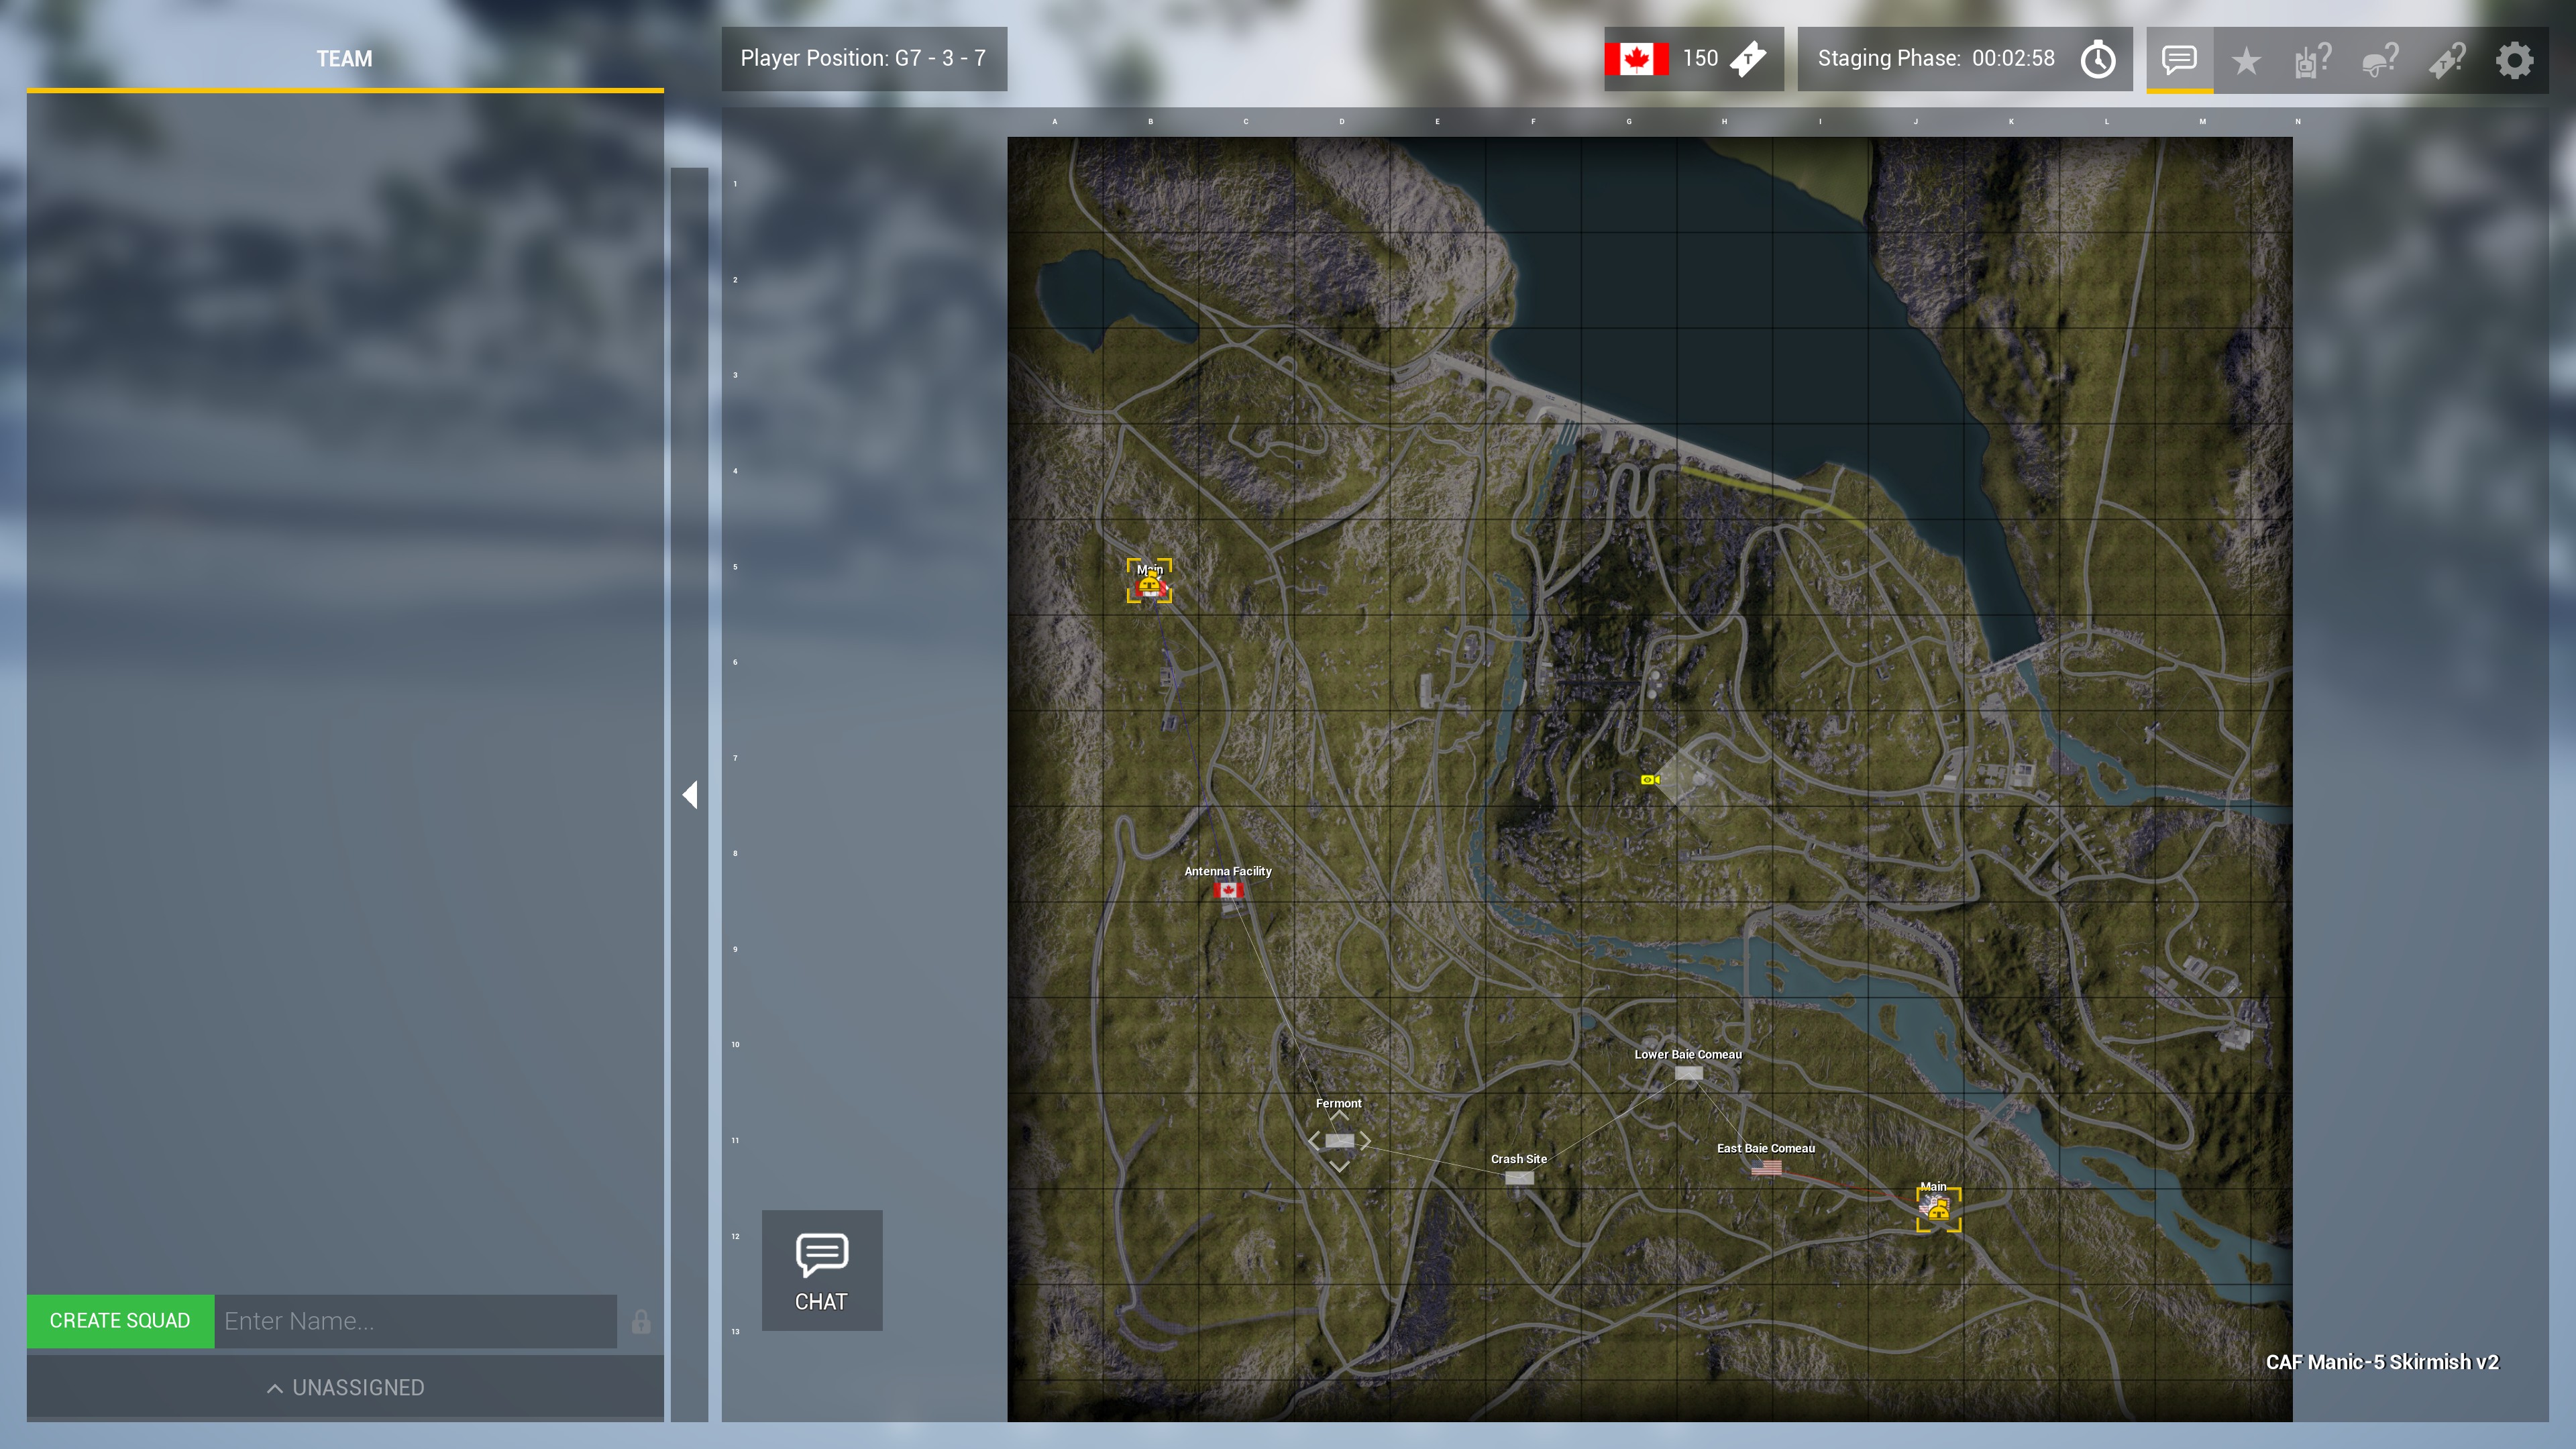 TEAM
Player Position: G7 - 3 - 7
150
T
Staging Phase: 00:02:58
?
?
T?
A B C D E F G H I J K L M N
1
2
3
4
5
Main
6
7
8
Antenna Facility
9
10
Lower Baie Comeau
Fermont
11
East Baie Comeau
Crash Site
Main
12
CHAT
CREATE SQUAD
Enter Name...
13
CAF Manic-5 Skirmish v2
UNASSIGNED